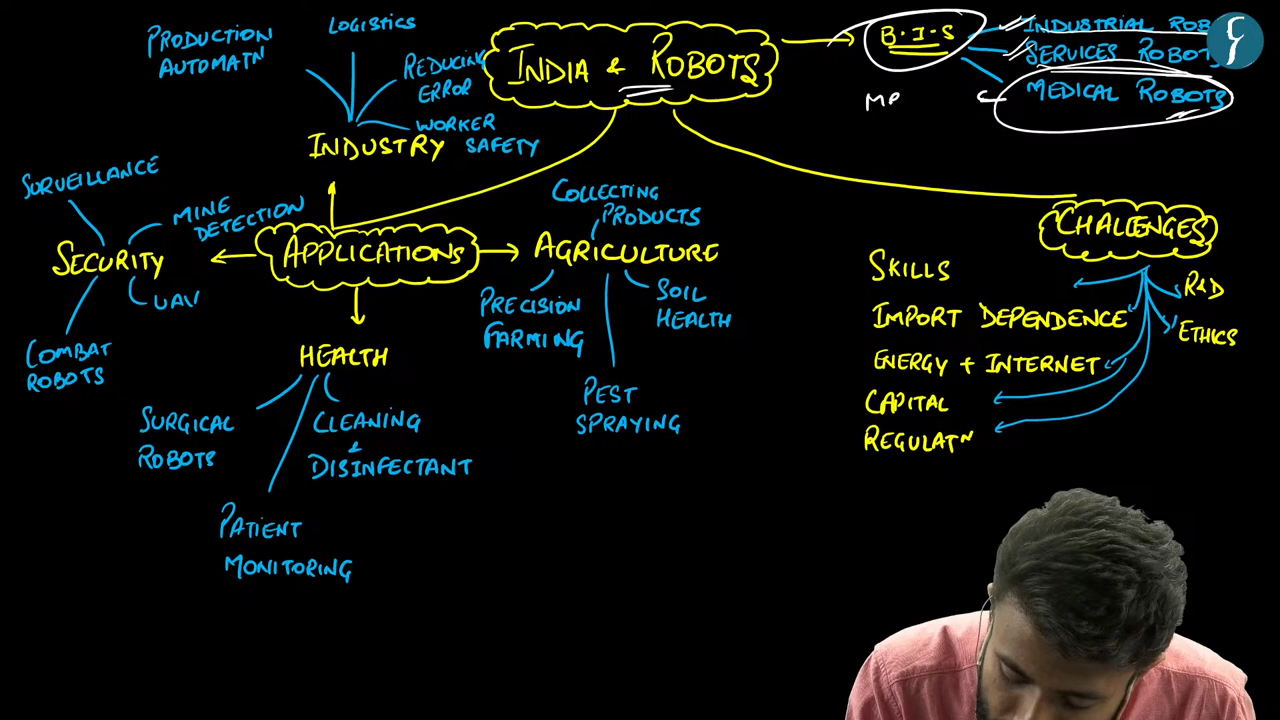 PRODUCTION
AUTOMATN
LOGISTICS
REDUCING
ERROR
WORKER
SAFETY
INDUSTRY
INDIA & ROBOTS
B.I.S
INDUSTRIAL ROB
SERVICES ROBOTS
MEDICAL ROBOTS
SURVEILLANCE
MINE
DETECTION
SECURITY
UAV
COMBAT
ROBOTS
APPLICATIONS
COLLECTING
PRODUCTS
AGRICULTURE
PRECISION
FARMING
SOIL
HEALTH
PEST
SPRAYING
HEALTH
SURGICAL
ROBOTS
CLEANING
&
DISINFECTANT
PATIENT
MONITORING
CHALLENGES
SKILLS
IMPORT DEPENDENCE
ENERGY + INTERNET
CAPITAL
REGULATN
R&D
ETHICS